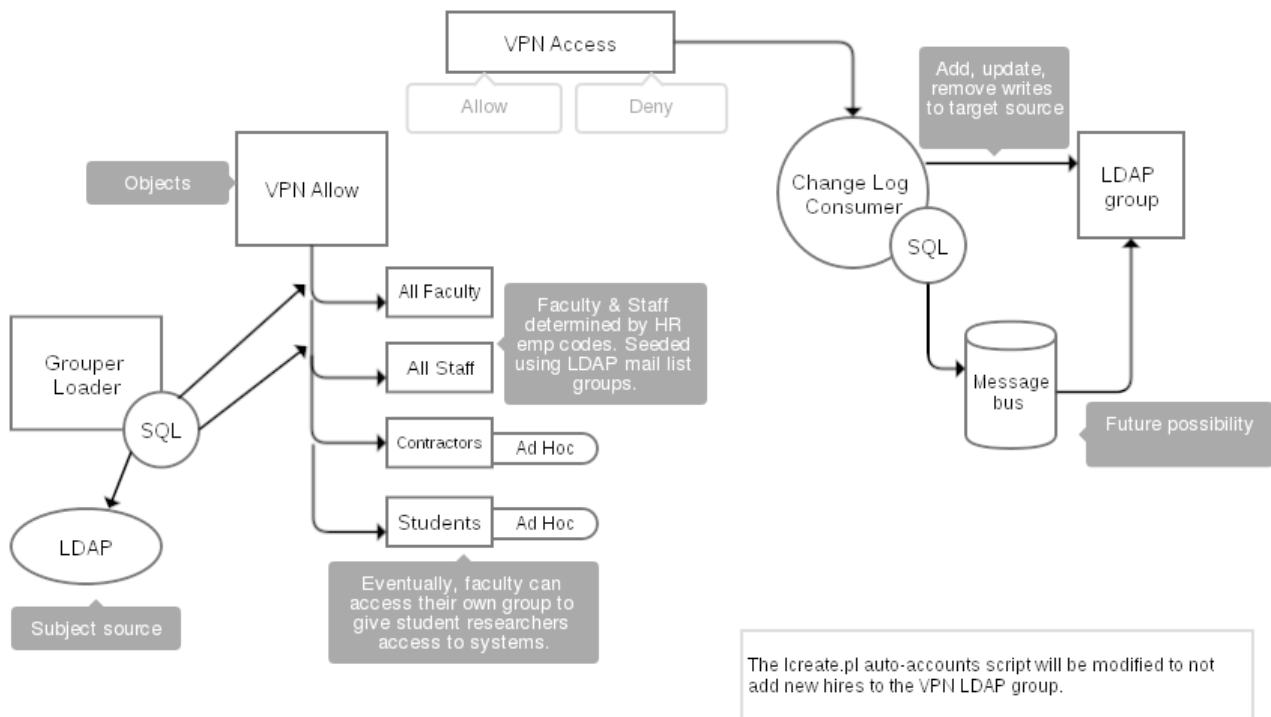 VPN Access
Allow
Deny
Add, update,
remove writes
to target source
Objects
VPN Allow
Change Log
Consumer
SQL
LDAP
group
All Faculty
Faculty & Staff
determined by HR
emp codes. Seeded
using LDAP mail list
groups.
All Staff
Grouper
Loader
SQL
Message
bus
Future possibility
Contractors
Ad Hoc
Students
Ad Hoc
LDAP
Subject source
Eventually, faculty can
access their own group to
give student researchers
access to systems.
The lcreate.pl auto-accounts script will be modified to not
add new hires to the VPN LDAP group.